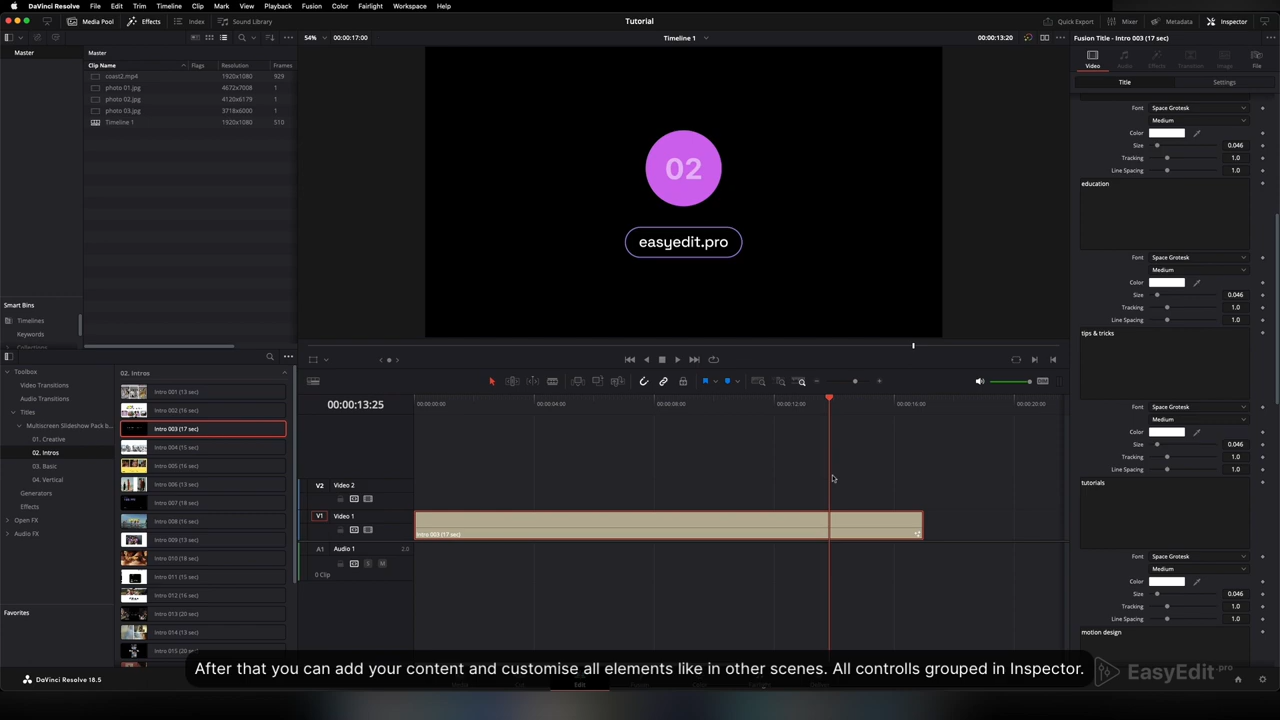 DaVinci Resolve File Edit Trim Timeline Clip Mark View Playback Fusion Color Fairlight Workspace Help
Media Pool Effects Index Sound Library Tutorial Quick Export Mixer Metadata Inspector
54% 00:00:17:00 Timeline 1 00:00:13:20 Fusion Title - Intro 003 (17 sec)
Master
Master
Clip Name Flags Resolution Frames
coast2.mp4 1920x1080 929
photo 01.jpg 4672x7008 1
photo 02.jpg 4120x6179 1
photo 03.jpg 3718x6000 1
Timeline 1 1920x1080 510
Smart Bins
Timelines
Keywords
02
easyedit.pro
Video Audio Effects Transition Image File
Title Settings
Font Space Grotesk
Medium
Color
Size 0.046
Tracking 1.0
Line Spacing 1.0
education
Font Space Grotesk
Medium
Color
Size 0.046
Tracking 1.0
Line Spacing 1.0
tips & tricks
Font Space Grotesk
Medium
Color
Size 0.046
Tracking 1.0
Line Spacing 1.0
tutorials
Font Space Grotesk
Medium
Color
Size 0.046
Tracking 1.0
Line Spacing 1.0
motion design
Toolbox
Video Transitions
Audio Transitions
Titles
Multiscreen Slideshow Pack b...
01. Creative
02. Intros
03. Basic
04. Vertical
Generators
Effects
Open FX
Audio FX
Favorites
02. Intros
Intro 001 (13 sec)
Intro 002 (16 sec)
Intro 003 (17 sec)
Intro 004 (15 sec)
Intro 005 (16 sec)
Intro 006 (13 sec)
Intro 007 (18 sec)
Intro 008 (17 sec)
Intro 009 (13 sec)
Intro 010 (18 sec)
Intro 011 (15 sec)
Intro 012 (16 sec)
Intro 013 (20 sec)
Intro 014 (13 sec)
Intro 015 (20 sec)
00:00:13:25
00:00:00:00 00:00:04:00 00:00:08:00 00:00:12:00 00:00:16:00 00:00:20:00
V2 Video 2
V1 Video 1
Intro 003 (17 sec)
A1 Audio 1 2.0
S M
0 Clip
After that you can add your content and customise all elements like in other scenes. All controlls grouped in Inspector.
EasyEdit.pro
DaVinci Resolve 18.5
Edit